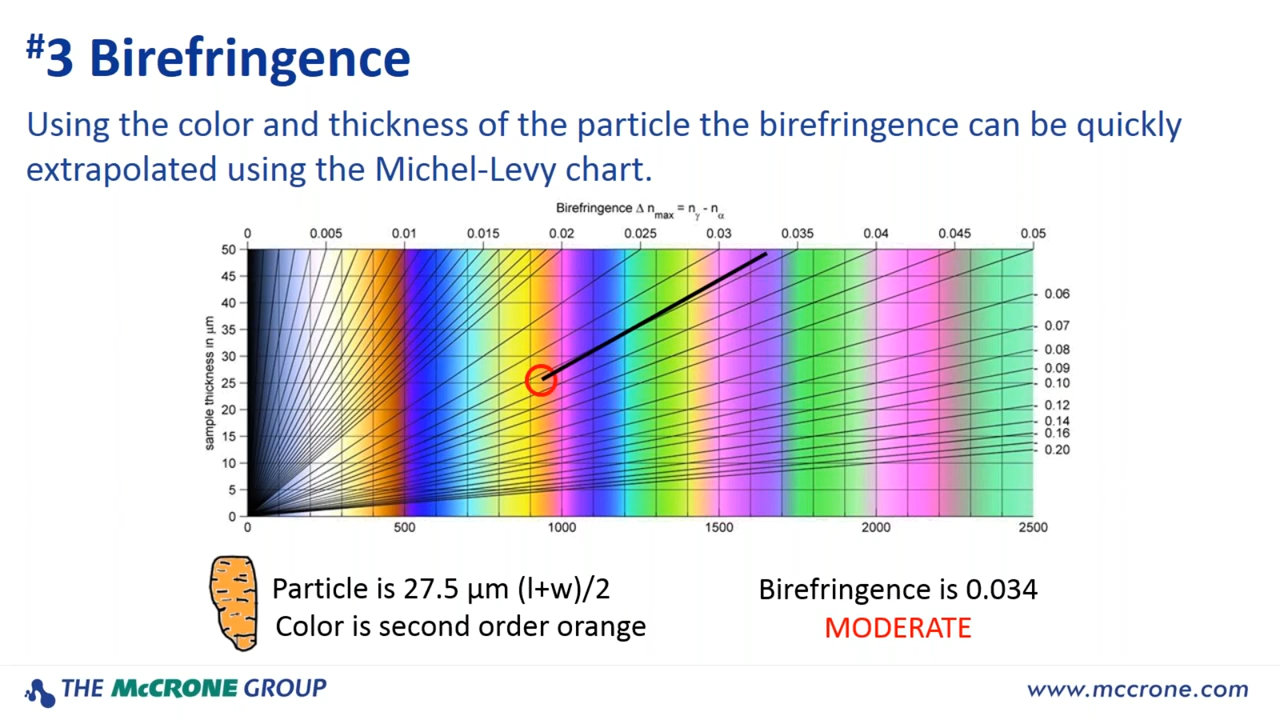 #3 Birefringence
Using the color and thickness of the particle the birefringence can be quickly
extrapolated using the Michel-Levy chart.
Birefringence Δ nmax = nγ - nα
0 0.005 0.01 0.015 0.02 0.025 0.03 0.035 0.04 0.045 0.05
50
45
40 0.06
35 0.07
30 0.08
0.09
25 0.10
20 0.12
0.14
15 0.16
10 0.20
5
0
sample thickness in µm
0 500 1000 1500 2000 2500
Particle is 27.5 µm (l+w)/2
Color is second order orange
Birefringence is 0.034
MODERATE
THE McCRONE GROUP
www.mccrone.com